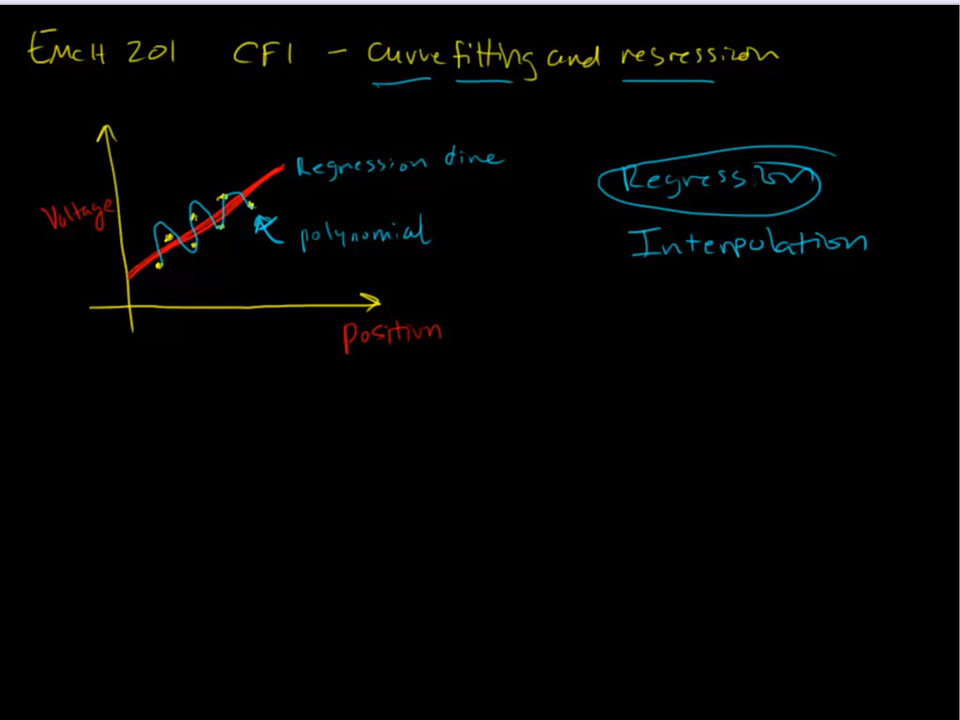 EMCH 201 CF1 - curve fitting and regression
Regression Line
Voltage
polynomial
Position
Regression
Interpolation